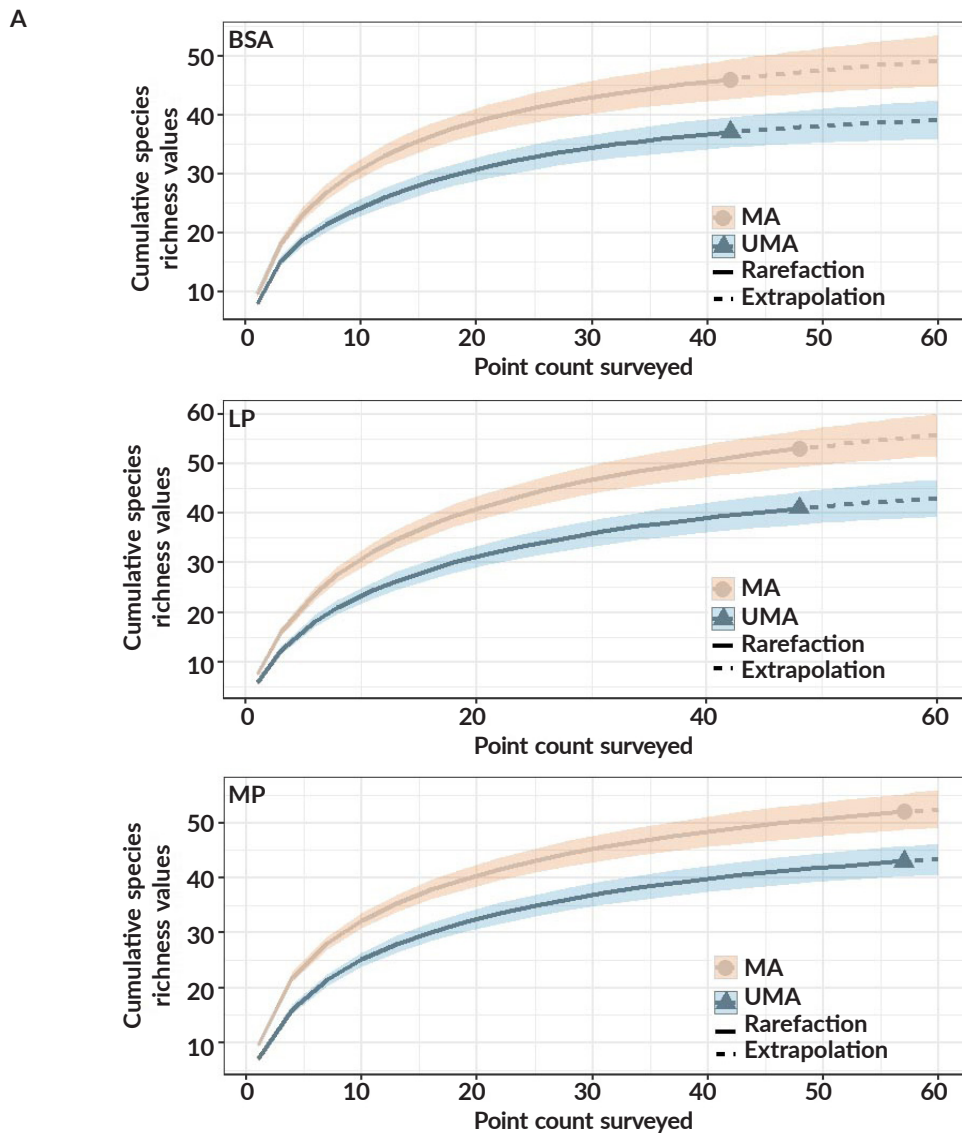 A
BSA
50
40
30
20
10
Cumulative species
richness values
MA
UMA
Rarefaction
Extrapolation
0 10 20 30 40 50 60
Point count surveyed
LP
60
50
40
30
20
10
Cumulative species
richness values
MA
UMA
Rarefaction
Extrapolation
0 20 40 60
Point count surveyed
MP
50
40
30
20
10
Cumulative species
richness values
MA
UMA
Rarefaction
Extrapolation
0 10 20 30 40 50 60
Point count surveyed